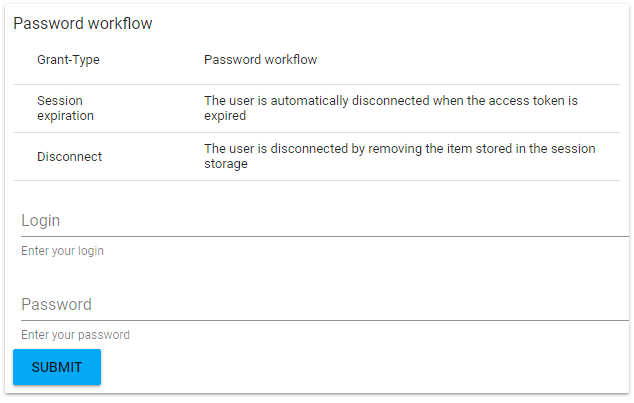 Password workflow
Grant-Type Password workflow
Session
expiration
The user is automatically disconnected when the access token is
expired
Disconnect
The user is disconnected by removing the item stored in the session
storage
Login
Enter your login
Password
Enter your password
SUBMIT